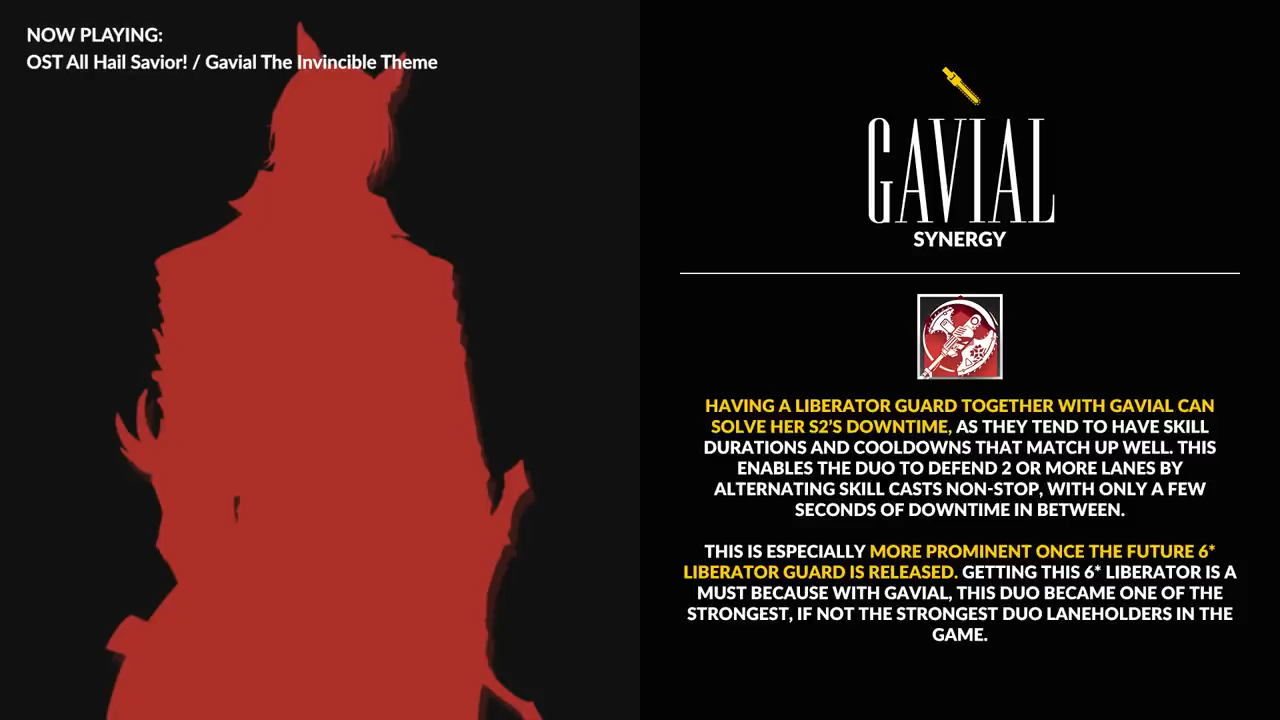 NOW PLAYING:
OST All Hail Savior! / Gavial The Invincible Theme
GAVIAL
SYNERGY
HAVING A LIBERATOR GUARD TOGETHER WITH GAVIAL CAN
SOLVE HER S2'S DOWNTIME, AS THEY TEND TO HAVE SKILL
DURATIONS AND COOLDOWNS THAT MATCH UP WELL. THIS
ENABLES THE DUO TO DEFEND 2 OR MORE LANES BY
ALTERNATING SKILL CASTS NON-STOP, WITH ONLY A FEW
SECONDS OF DOWNTIME IN BETWEEN.
THIS IS ESPECIALLY MORE PROMINENT ONCE THE FUTURE 6*
LIBERATOR GUARD IS RELEASED. GETTING THIS 6* LIBERATOR IS A
MUST BECAUSE WITH GAVIAL, THIS DUO BECAME ONE OF THE
STRONGEST, IF NOT THE STRONGEST DUO LANEHOLDERS IN THE
GAME.